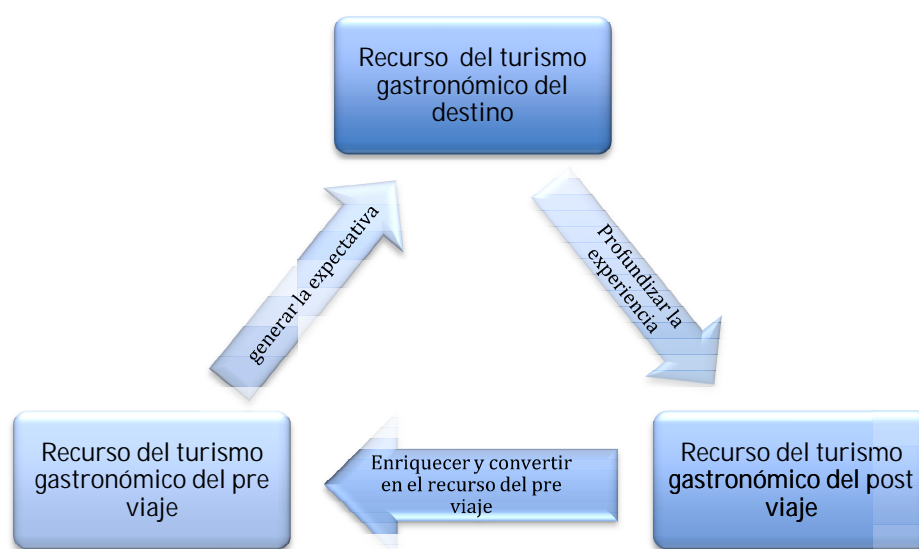 Recurso del turismo
gastronómico del
destino
generar la expectativa
Profundizar la
experiencia
Recurso del turismo
gastronómico del pre
viaje
Enriquecer y convertir
en el recurso del pre
viaje
Recurso del turismo
gastronómico del post
viaje